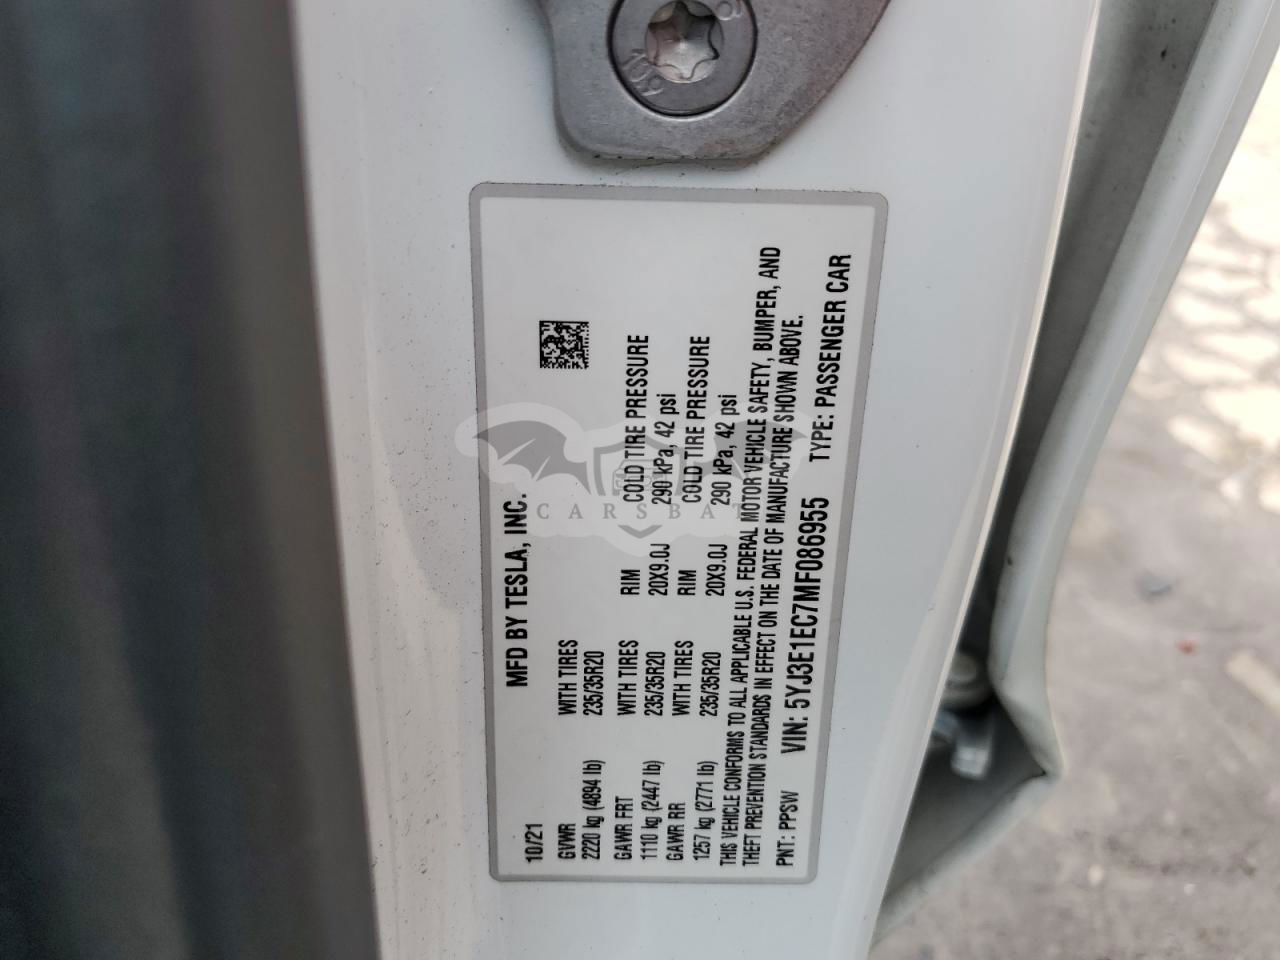 MFD BY TESLA, INC.
10/21
GVWR WITH TIRES RIM COLD TIRE PRESSURE
2220 kg (4894 lb) 235/35R20
GAWR FRT WITH TIRES RIM COLD TIRE PRESSURE
1110 kg (2447 lb) 235/35R20 20X9.0J 290 kPa, 42 psi
GAWR RR WITH TIRES RIM COLD TIRE PRESSURE
1257 kg (2771 lb) 235/35R20 20X9.0J 290 kPa, 42 psi
THIS VEHICLE CONFORMS TO ALL APPLICABLE U.S. FEDERAL MOTOR VEHICLE SAFETY, BUMPER, AND
THEFT PREVENTION STANDARDS IN EFFECT ON THE DATE OF MANUFACTURE SHOWN ABOVE.
PNT: PPSW VIN: 5YJ3E1EC7MF086955 TYPE: PASSENGER CAR
CARSBAT